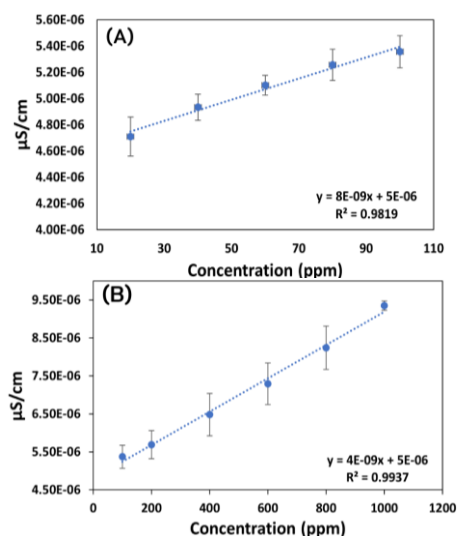 (A)
µS/cm
5.60E-06
5.40E-06
5.20E-06
5.00E-06
4.80E-06
4.60E-06
4.40E-06
4.20E-06
4.00E-06
y = 8E-09x + 5E-06
R² = 0.9819
10 30 50 70 90 110
Concentration (ppm)
(B)
µS/cm
9.50E-06
8.50E-06
7.50E-06
6.50E-06
5.50E-06
4.50E-06
y = 4E-09x + 5E-06
R² = 0.9937
0 200 400 600 800 1000 1200
Concentration (ppm)